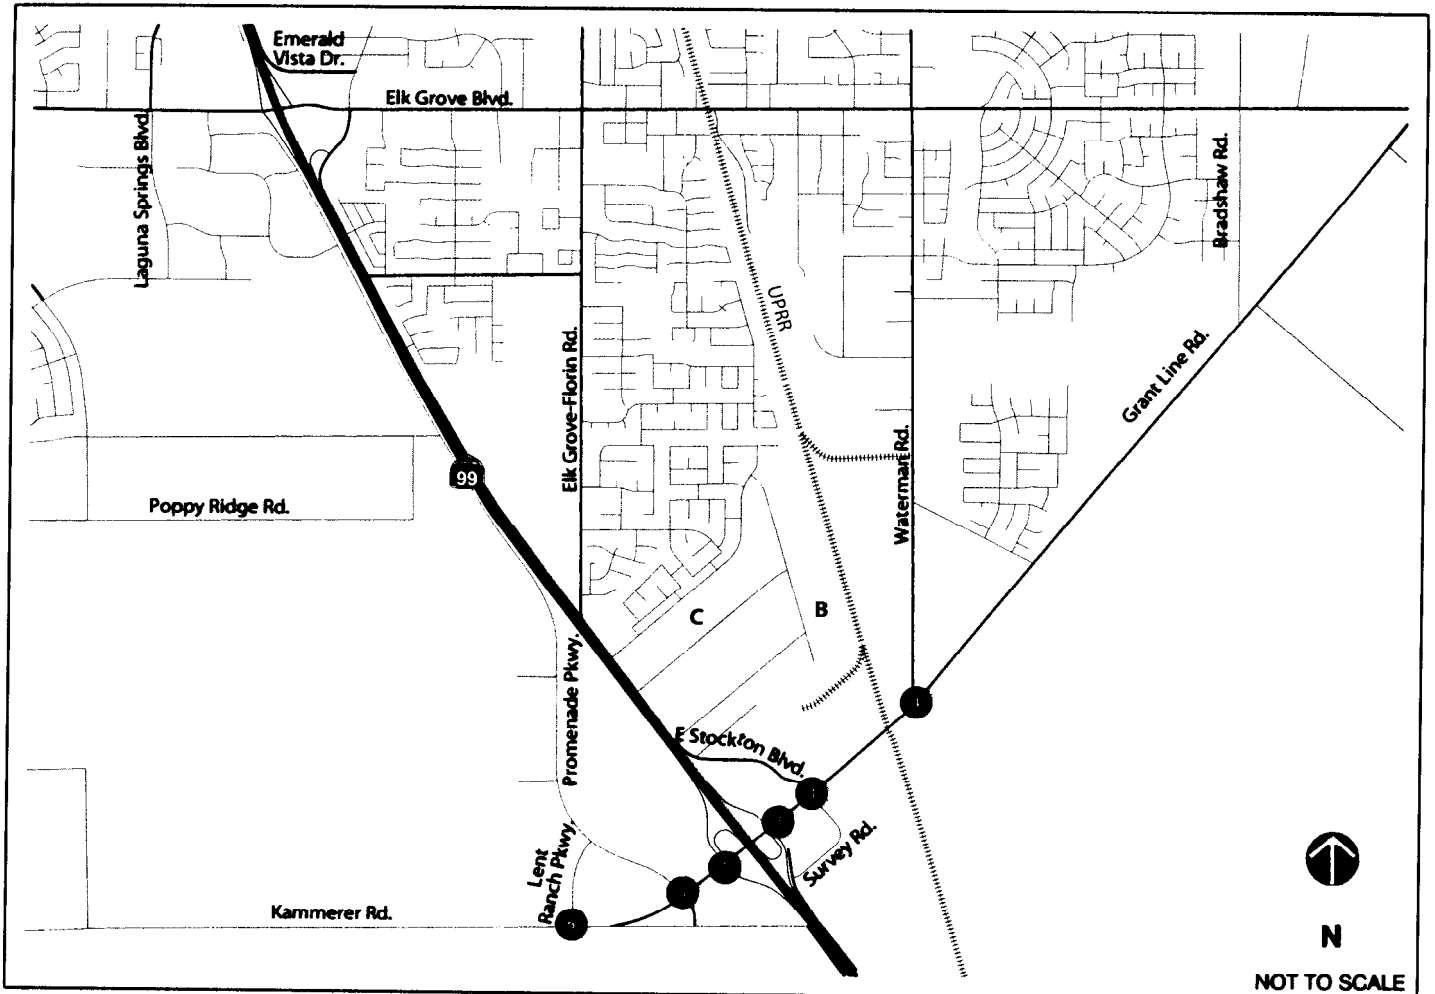 Emerald
Vista Dr.
Elk Grove Blvd.
Laguna Springs Blvd.
Bradshaw Rd.
UPRR
Elk Grove-Florin Rd.
Grant Line Rd.
Waterman Rd.
99
Poppy Ridge Rd.
C
B
Promenade Pkwy.
E Stockton Blvd.
Survey Rd.
Lent
Ranch Pkwy.
Kammerer Rd.
N
NOT TO SCALE